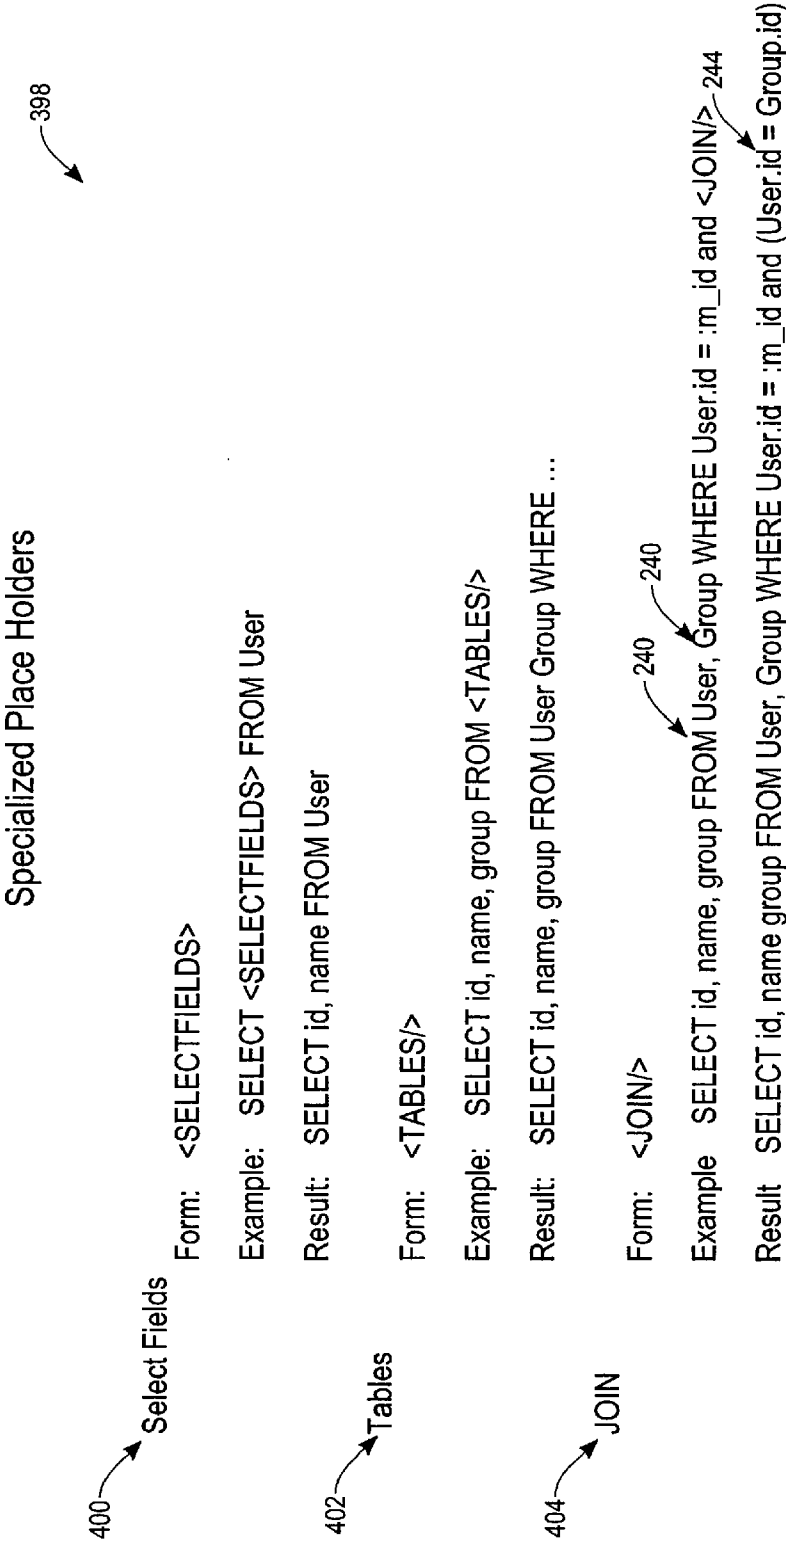 Specialized Place Holders
398
400
Select Fields
Form: <SELECTFIELDS>
Example: SELECT <SELECTFIELDS> FROM User
Result: SELECT id, name FROM User
402
Tables
Form: <TABLES/>
Example: SELECT id, name, group FROM <TABLES/>
Result: SELECT id, name, group FROM User Group WHERE ...
404
JOIN
Form: <JOIN/>
240
240
Example SELECT id, name, group FROM User, Group WHERE User.id = :m_id and <JOIN/>
244
Result SELECT id, name group FROM User, Group WHERE User.id = :m_id and (User.id = Group.id)